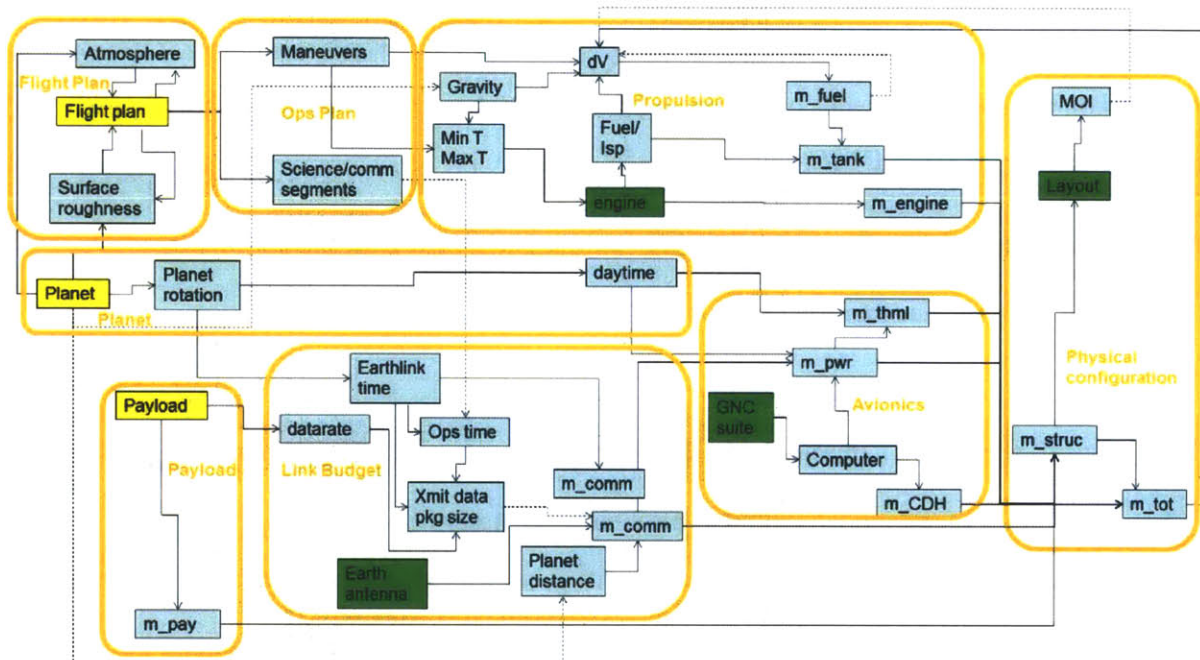 Atmosphere
Flight Plan
Flight plan
Surface
roughness
Maneuvers
Ops Plan
Science/comm
segments
dV
Gravity
Propulsion
m_fuel
Min T
Max T
Fuel/
Isp
m_tank
engine
m_engine
MOI
Layout
Physical
configuration
m_struc
m_tot
Planet
Planet
rotation
daytime
Planet
m_thml
m_pwr
Avionics
GNC
suite
Computer
m_CDH
Payload
Payload
m_pay
Earthlink
time
datarate
Ops time
Link Budget
Xmit data
pkg size
m_comm
m_comm
Earth
antenna
Planet
distance